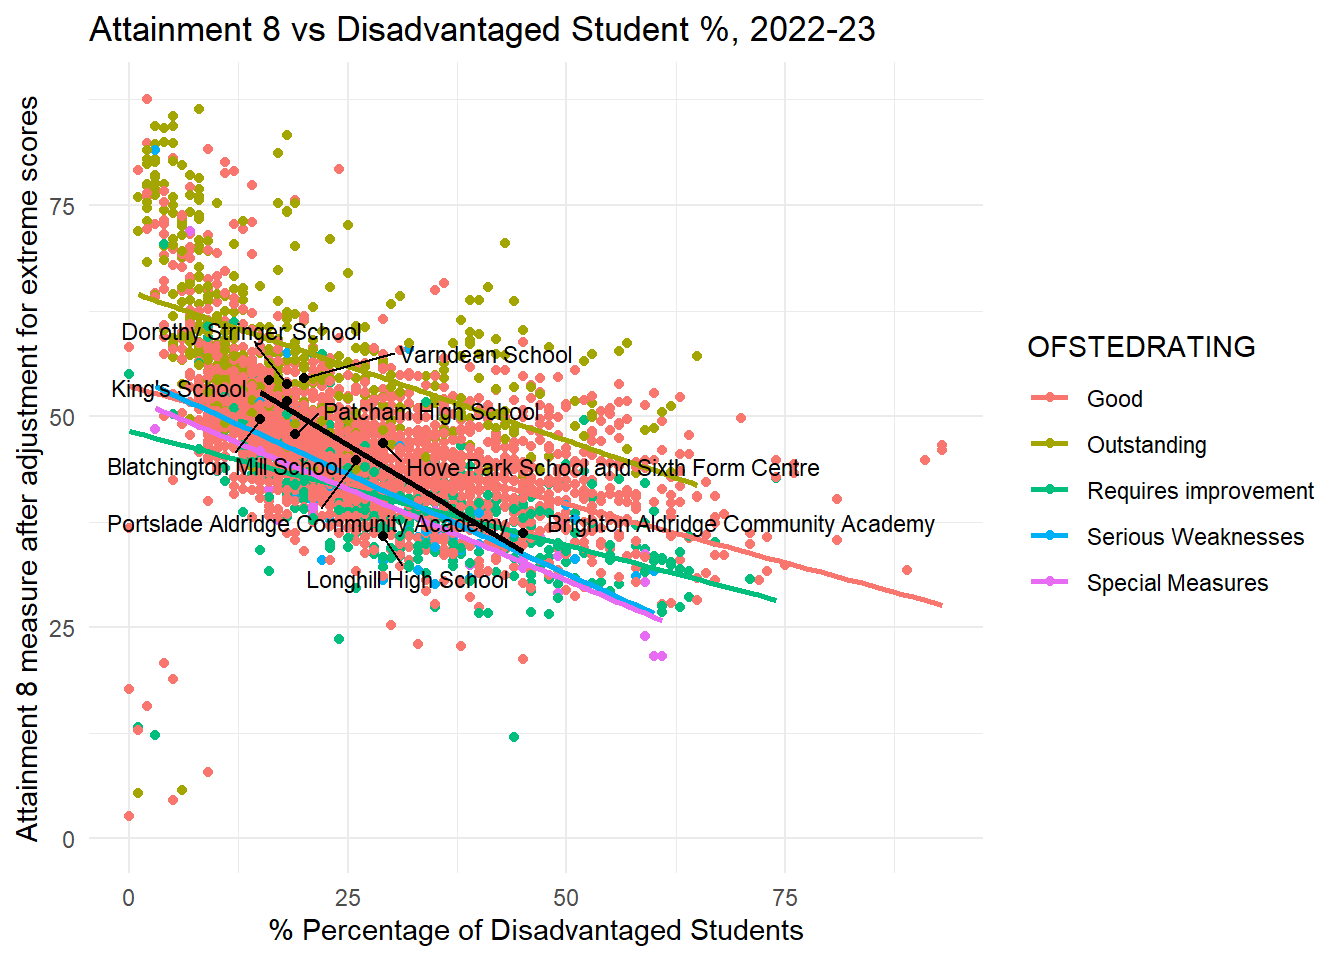 Attainment 8 vs Disadvantaged Student %, 2022-23
Attainment 8 measure after adjustment for extreme scores
75
50
25
0
Dorothy Stringer School
Varndean School
King's School
Patcham High School
Blatchington Mill School
Hove Park School and Sixth Form Centre
Portslade Aldridge Community Academy
Brighton Aldridge Community Academy
Longhill High School
0
25
50
75
% Percentage of Disadvantaged Students
OFSTEDRATING
Good
Outstanding
Requires improvement
Serious Weaknesses
Special Measures